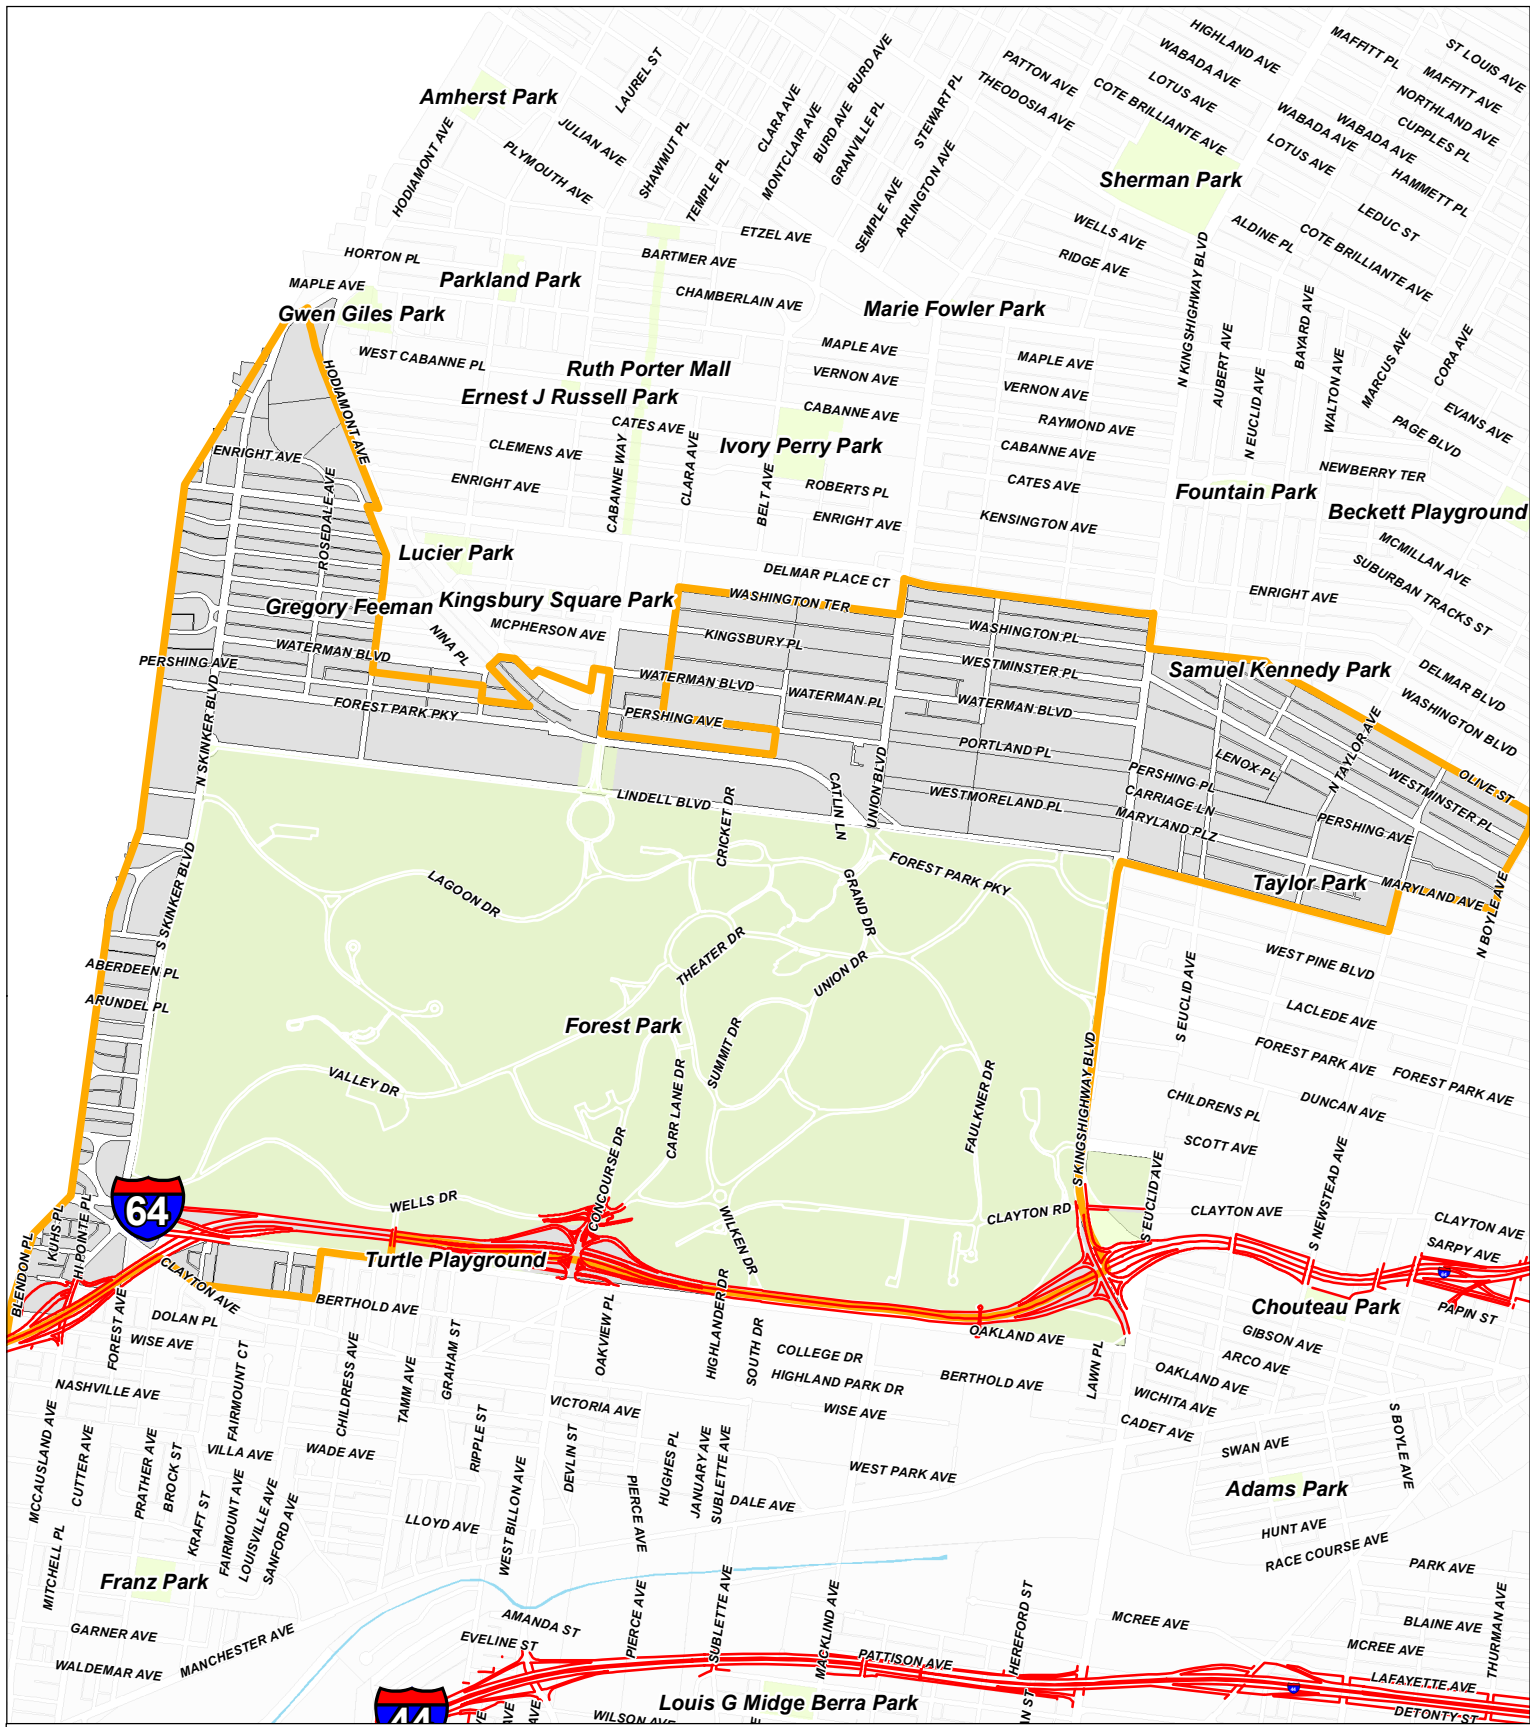 HIGHLAND AVE
MAFFITT PL
ST LOUIS AVE
WABADA AVE
MAFFITT AVE
LAUREL ST
BURD AVE
PATTON AVE
LOTUS AVE
NORTHLAND AVE
Amherst Park
CLARA AVE
STEWART PL
THEODOSIA AVE
COTE BRILLIANTE AVE
WABADA AVE
WABADA AVE
CUPPLES PL
JULIAN AVE
MONTCLAIR AVE
BURD AVE
GRANVILLE PL
LOTUS AVE
HODIAMONT AVE
PLYMOUTH AVE
SHAWMUT PL
TEMPLE PL
SEMPLE AVE
ARLINGTON AVE
Sherman Park
HAMMETT PL
ETZEL AVE
WELLS AVE
ALDINE PL
LEDUC ST
HORTON PL
BARTMER AVE
RIDGE AVE
N KINGSHIGHWAY BLVD
COTE BRILLIANTE AVE
MAPLE AVE
Parkland Park
CHAMBERLAIN AVE
Marie Fowler Park
BAYARD AVE
Gwen Giles Park
WEST CABANNE PL
Ruth Porter Mall
MAPLE AVE
MAPLE AVE
AUBERT AVE
WALTON AVE
MARCUS AVE
CORA AVE
HODIAMONT AVE
Ernest J Russell Park
VERNON AVE
VERNON AVE
N EUCLID AVE
CATES AVE
CABANNE AVE
RAYMOND AVE
EVANS AVE
PAGE BLVD
ENRIGHT AVE
CLEMENS AVE
CABANNE WAY
CLARA AVE
Ivory Perry Park
CABANNE AVE
NEWBERRY TER
ENRIGHT AVE
BELT AVE
ROBERTS PL
CATES AVE
Fountain Park
Beckett Playground
ROSEDALE AVE
ENRIGHT AVE
KENSINGTON AVE
Lucier Park
MCMILLAN AVE
DELMAR PLACE CT
SUBURBAN TRACKS ST
Gregory Feeman
Kingsbury Square Park
WASHINGTON TER
ENRIGHT AVE
MCPHERSON AVE
KINGSBURY PL
WASHINGTON PL
WATERMAN BLVD
NINA PL
PERSHING AVE
WATERMAN BLVD
WESTMINSTER PL
Samuel Kennedy Park
DELMAR BLVD
WATERMAN PL
WATERMAN BLVD
WASHINGTON BLVD
N SKINKER BLVD
FOREST PARK PKY
PERSHING AVE
PORTLAND PL
LENOX PL
N TAYLOR AVE
UNION BLVD
PERSHING PL
OLIVE ST
LINDELL BLVD
CATLIN LN
WESTMORELAND PL
CARRIAGE LN
WESTMINSTER PL
CRICKET DR
MARYLAND PLZ
PERSHING AVE
S SKINKER BLVD
LAGOON DR
FOREST PARK PKY
Taylor Park
MARYLAND AVE
N BOYLE AVE
GRAND DR
THEATER DR
UNION DR
ABERDEEN PL
WEST PINE BLVD
ARUNDEL PL
S EUCLID AVE
LACLEDE AVE
Forest Park
SUMMIT DR
FOREST PARK AVE
VALLEY DR
CARR LANE DR
FAULKNER DR
S KINGSHIGHWAY BLVD
FOREST PARK AVE
CHILDRENS PL
DUNCAN AVE
CONCOURSE DR
SCOTT AVE
64
WELLS DR
WILKEN DR
CLAYTON RD
S EUCLID AVE
CLAYTON AVE
S NEWSTEAD AVE
CLAYTON AVE
BLENDON PL
KUHS PL
HI POINTE PL
SARPY AVE
CLAYTON AVE
Turtle Playground
BERTHOLD AVE
HIGHLANDER DR
Chouteau Park
PAPIN ST
DOLAN PL
OAKVIEW PL
OAKLAND AVE
GIBSON AVE
WISE AVE
FOREST AVE
FAIRMOUNT CT
CHILDRESS AVE
TAMM AVE
GRAHAM ST
SOUTH DR
COLLEGE DR
LAWN PL
ARCO AVE
NASHVILLE AVE
HIGHLAND PARK DR
BERTHOLD AVE
OAKLAND AVE
VICTORIA AVE
WISE AVE
WICHITA AVE
MCCAUSLAND AVE
CUTTER AVE
PRATHER AVE
BROCK ST
VILLA AVE
WADE AVE
RIPPLE ST
DEVLIN ST
HUGHES PL
JANUARY AVE
SUBLETTE AVE
CADET AVE
SWAN AVE
S BOYLE AVE
WEST PARK AVE
KRAFT ST
FAIRMOUNT AVE
LOUISVILLE AVE
SANFORD AVE
LLOYD AVE
WEST BILLON AVE
PIERCE AVE
DALE AVE
Adams Park
MITCHELL PL
HUNT AVE
RACE COURSE AVE
Franz Park
PARK AVE
GARNER AVE
MANCHESTER AVE
AMANDA ST
PIERCE AVE
SUBLETTE AVE
MACKLIND AVE
HEREFORD ST
MCREE AVE
BLAINE AVE
THURMAN AVE
EVELINE ST
MCREE AVE
WALDEMAR AVE
PATTISON AVE
LAFAYETTE AVE
44
Louis G Midge Berra Park
WILSON AVE
DETONTY ST